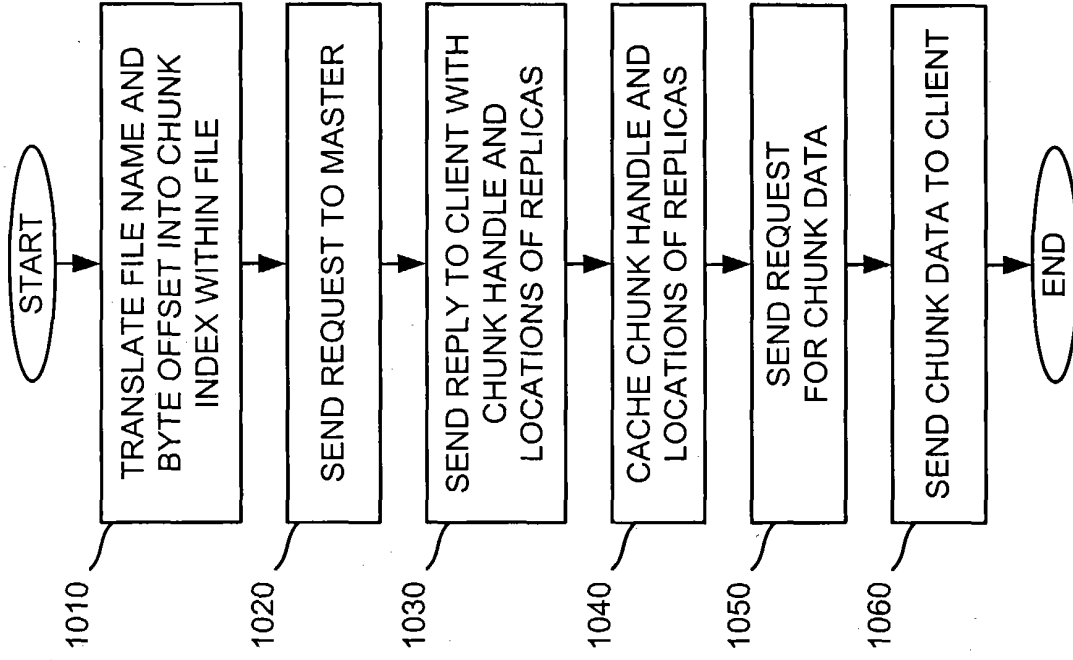 START
1010
TRANSLATE FILE NAME AND
BYTE OFFSET INTO CHUNK
INDEX WITHIN FILE
1020
SEND REQUEST TO MASTER
1030
SEND REPLY TO CLIENT WITH
CHUNK HANDLE AND
LOCATIONS OF REPLICAS
1040
CACHE CHUNK HANDLE AND
LOCATIONS OF REPLICAS
1050
SEND REQUEST
FOR CHUNK DATA
1060
SEND CHUNK DATA TO CLIENT
END